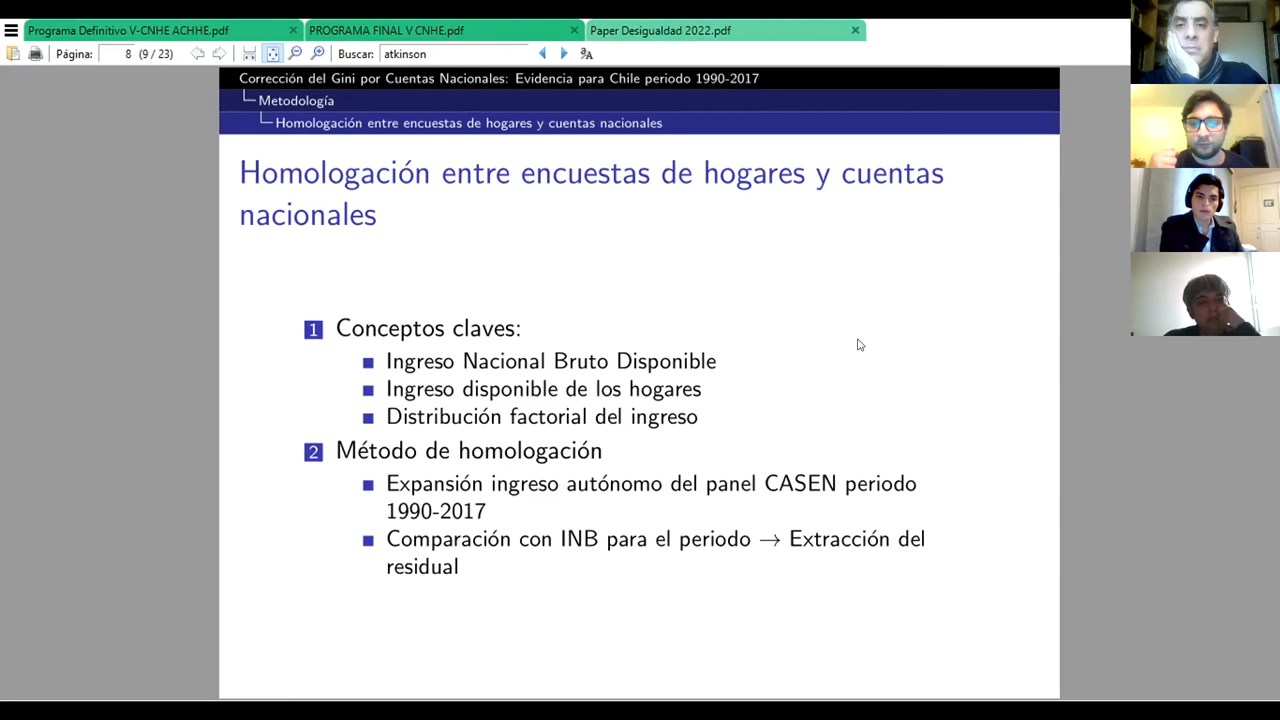 Programa Definitivo V-CNHE ACHHE.pdf
PROGRAMA FINAL V CNHE.pdf
Paper Desigualdad 2022.pdf
Página: 8 (9 / 23)
Buscar: atkinson
Corrección del Gini por Cuentas Nacionales: Evidencia para Chile periodo 1990-2017
Metodología
Homologación entre encuestas de hogares y cuentas nacionales
Homologación entre encuestas de hogares y cuentas
nacionales
1 Conceptos claves:
Ingreso Nacional Bruto Disponible
Ingreso disponible de los hogares
Distribución factorial del ingreso
2 Método de homologación
Expansión ingreso autónomo del panel CASEN periodo
1990-2017
Comparación con INB para el periodo → Extracción del
residual